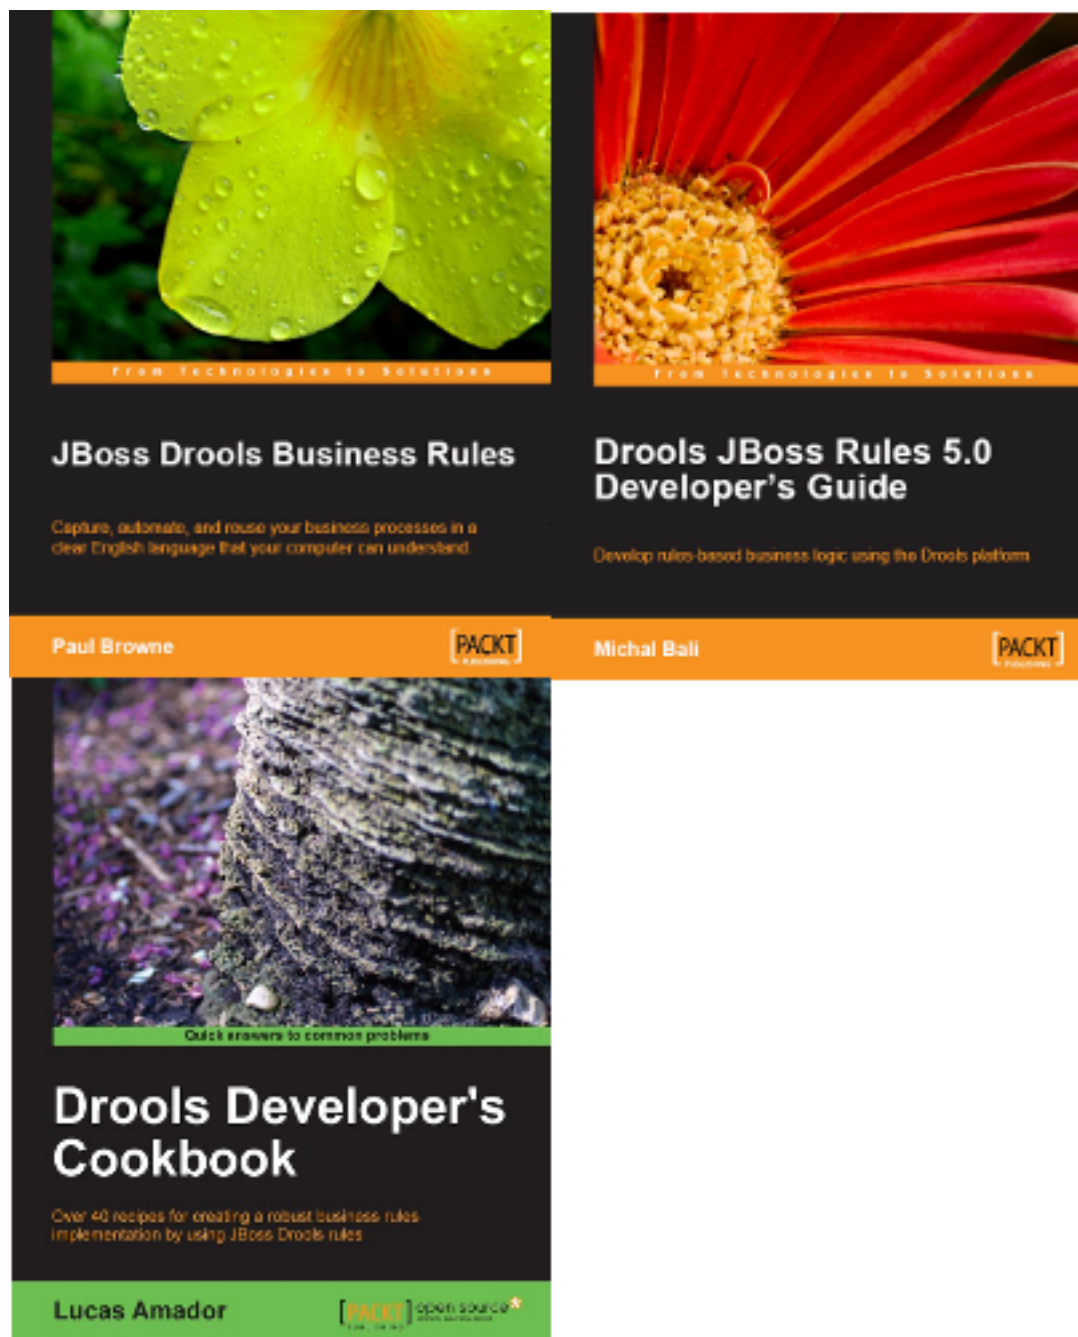 From Technologies to Solutions
JBoss Drools Business Rules
Capture, automate, and reuse your business processes in a
clear English language that your computer can understand.
Paul Browne
[PACKT]
PUBLISHING
From Technologies to Solutions
Drools JBoss Rules 5.0
Developer's Guide
Develop rules-based business logic using the Drools platform
Michal Bali
[PACKT]
PUBLISHING
Quick answers to common problems
Drools Developer's
Cookbook
Over 40 recipes for creating a robust business rules
implementation by using JBoss Drools rules
Lucas Amador
[PACKT] open source*
PUBLISHING